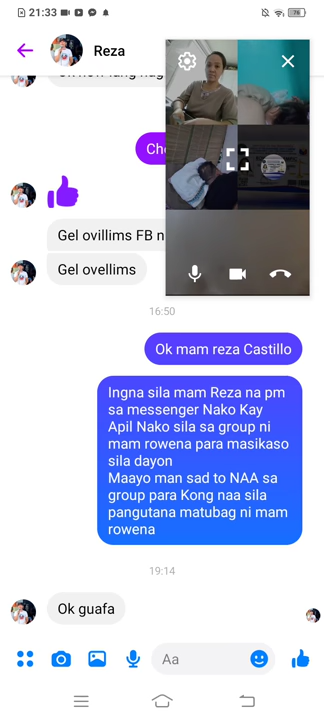 21:33
76
Reza
Gel ovillims FB n
Gel ovellims
16:50
Ok mam reza Castillo
Ingna sila mam Reza na pm
sa messenger Nako Kay
Apil Nako sila sa group ni
mam rowena para masikaso
sila dayon
Maayo man sad to NAA sa
group para Kong naa sila
pangutana matubag ni mam
rowena
19:14
Ok guafa
Aa